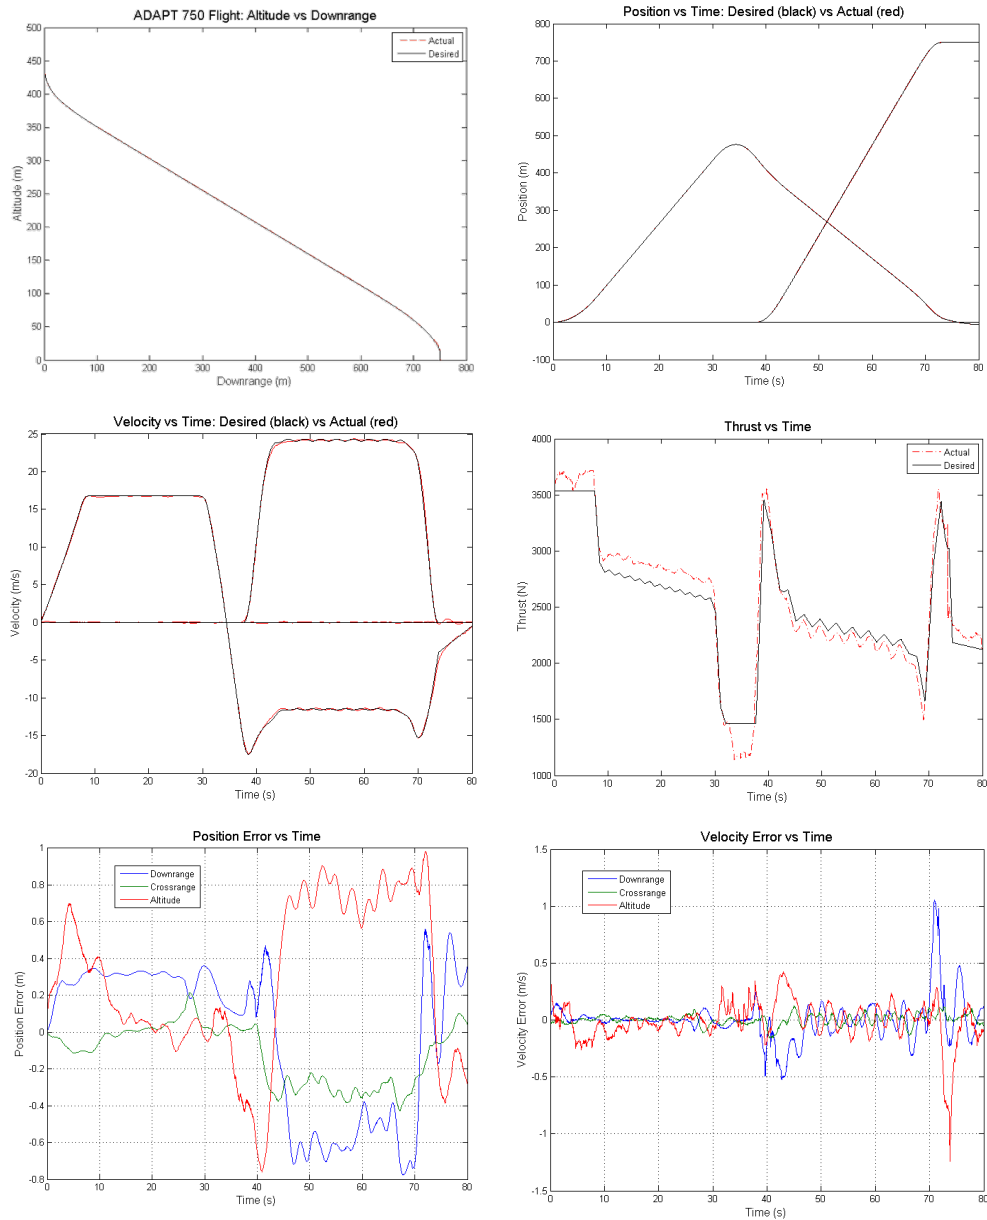 ADAPT 750 Flight: Altitude vs Downrange
500
450
400
350
300
250
200
150
100
50
0
Altitude (m)
Actual
Desired
0 100 200 300 400 500 600 700 800
Downrange (m)
Position vs Time: Desired (black) vs Actual (red)
800
700
600
500
400
300
200
100
0
-100
Position (m)
0 10 20 30 40 50 60 70 80
Time (s)
Velocity vs Time: Desired (black) vs Actual (red)
25
20
15
10
5
0
-5
-10
-15
-20
Velocity (m/s)
0 10 20 30 40 50 60 70 80
Time (s)
Thrust vs Time
4000
3500
3000
2500
2000
1500
1000
Thrust (N)
Actual
Desired
0 10 20 30 40 50 60 70 80
Time (s)
Position Error vs Time
1
0.8
0.6
0.4
0.2
0
-0.2
-0.4
-0.6
-0.8
Position Error (m)
Downrange
Crossrange
Altitude
0 10 20 30 40 50 60 70 80
Time (s)
Velocity Error vs Time
1.5
1
0.5
0
-0.5
-1
-1.5
Velocity Error (m/s)
Downrange
Crossrange
Altitude
0 10 20 30 40 50 60 70 80
Time (s)